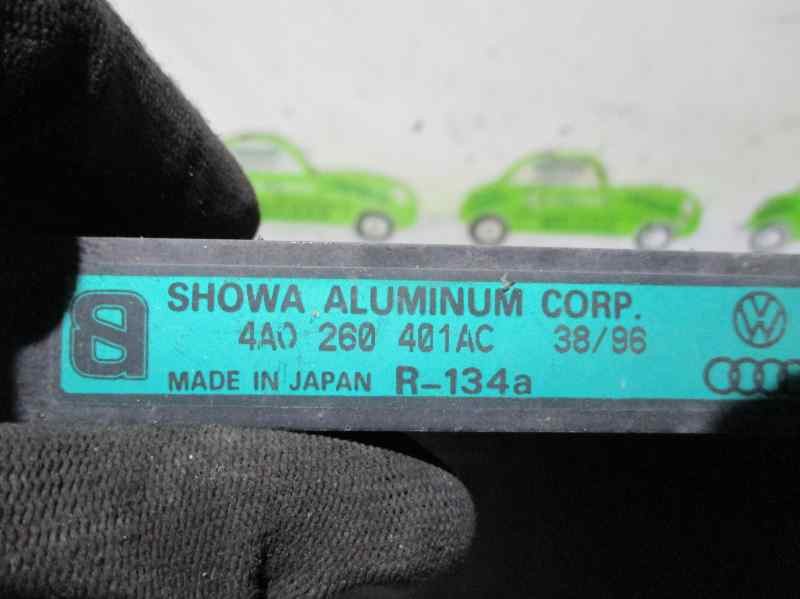 SHOWA ALUMINUM CORP.
4A0 260 401AC 38/96
MADE IN JAPAN R-134a